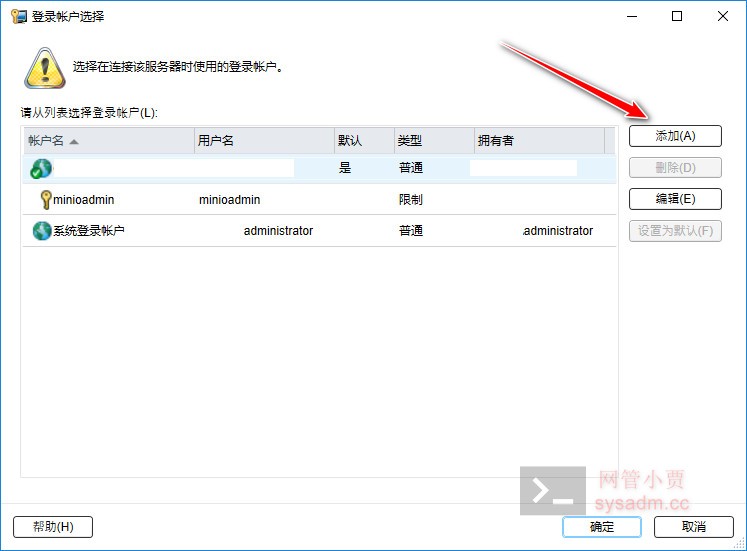 登录帐户选择
选择在连接该服务器时使用的登录帐户。
请从列表选择登录帐户(L):
帐户名 用户名 默认 类型 拥有者
添加(A)
是 普通
删除(D)
minioadmin minioadmin 限制
编辑(E)
系统登录帐户 administrator 普通 .administrator
设置为默认(F)
网管小贾
sysadm.cc
帮助(H) 确定 取消